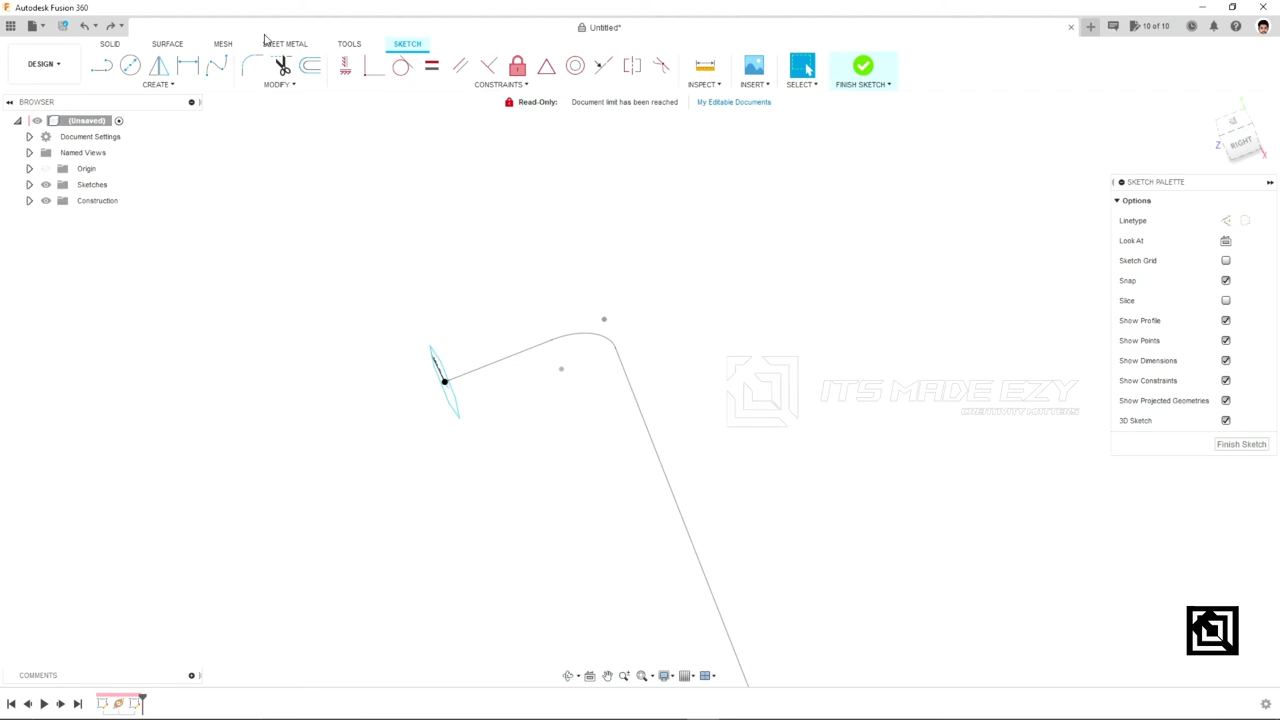 Autodesk Fusion 360
Untitled*
10 of 10
DESIGN
SOLID
SURFACE
MESH
SHEET METAL
TOOLS
SKETCH
CREATE
MODIFY
CONSTRAINTS
INSPECT
INSERT
SELECT
FINISH SKETCH
BROWSER
Read-Only: Document limit has been reached My Editable Documents
(Unsaved)
Document Settings
Named Views
Origin
Sketches
Construction
RIGHT
Z
X
SKETCH PALETTE
Options
Linetype
Look At
Sketch Grid
Snap
Slice
Show Profile
Show Points
Show Dimensions
Show Constraints
Show Projected Geometries
3D Sketch
Finish Sketch
ITS MADE EZY
CREATIVITY MATTERS
COMMENTS